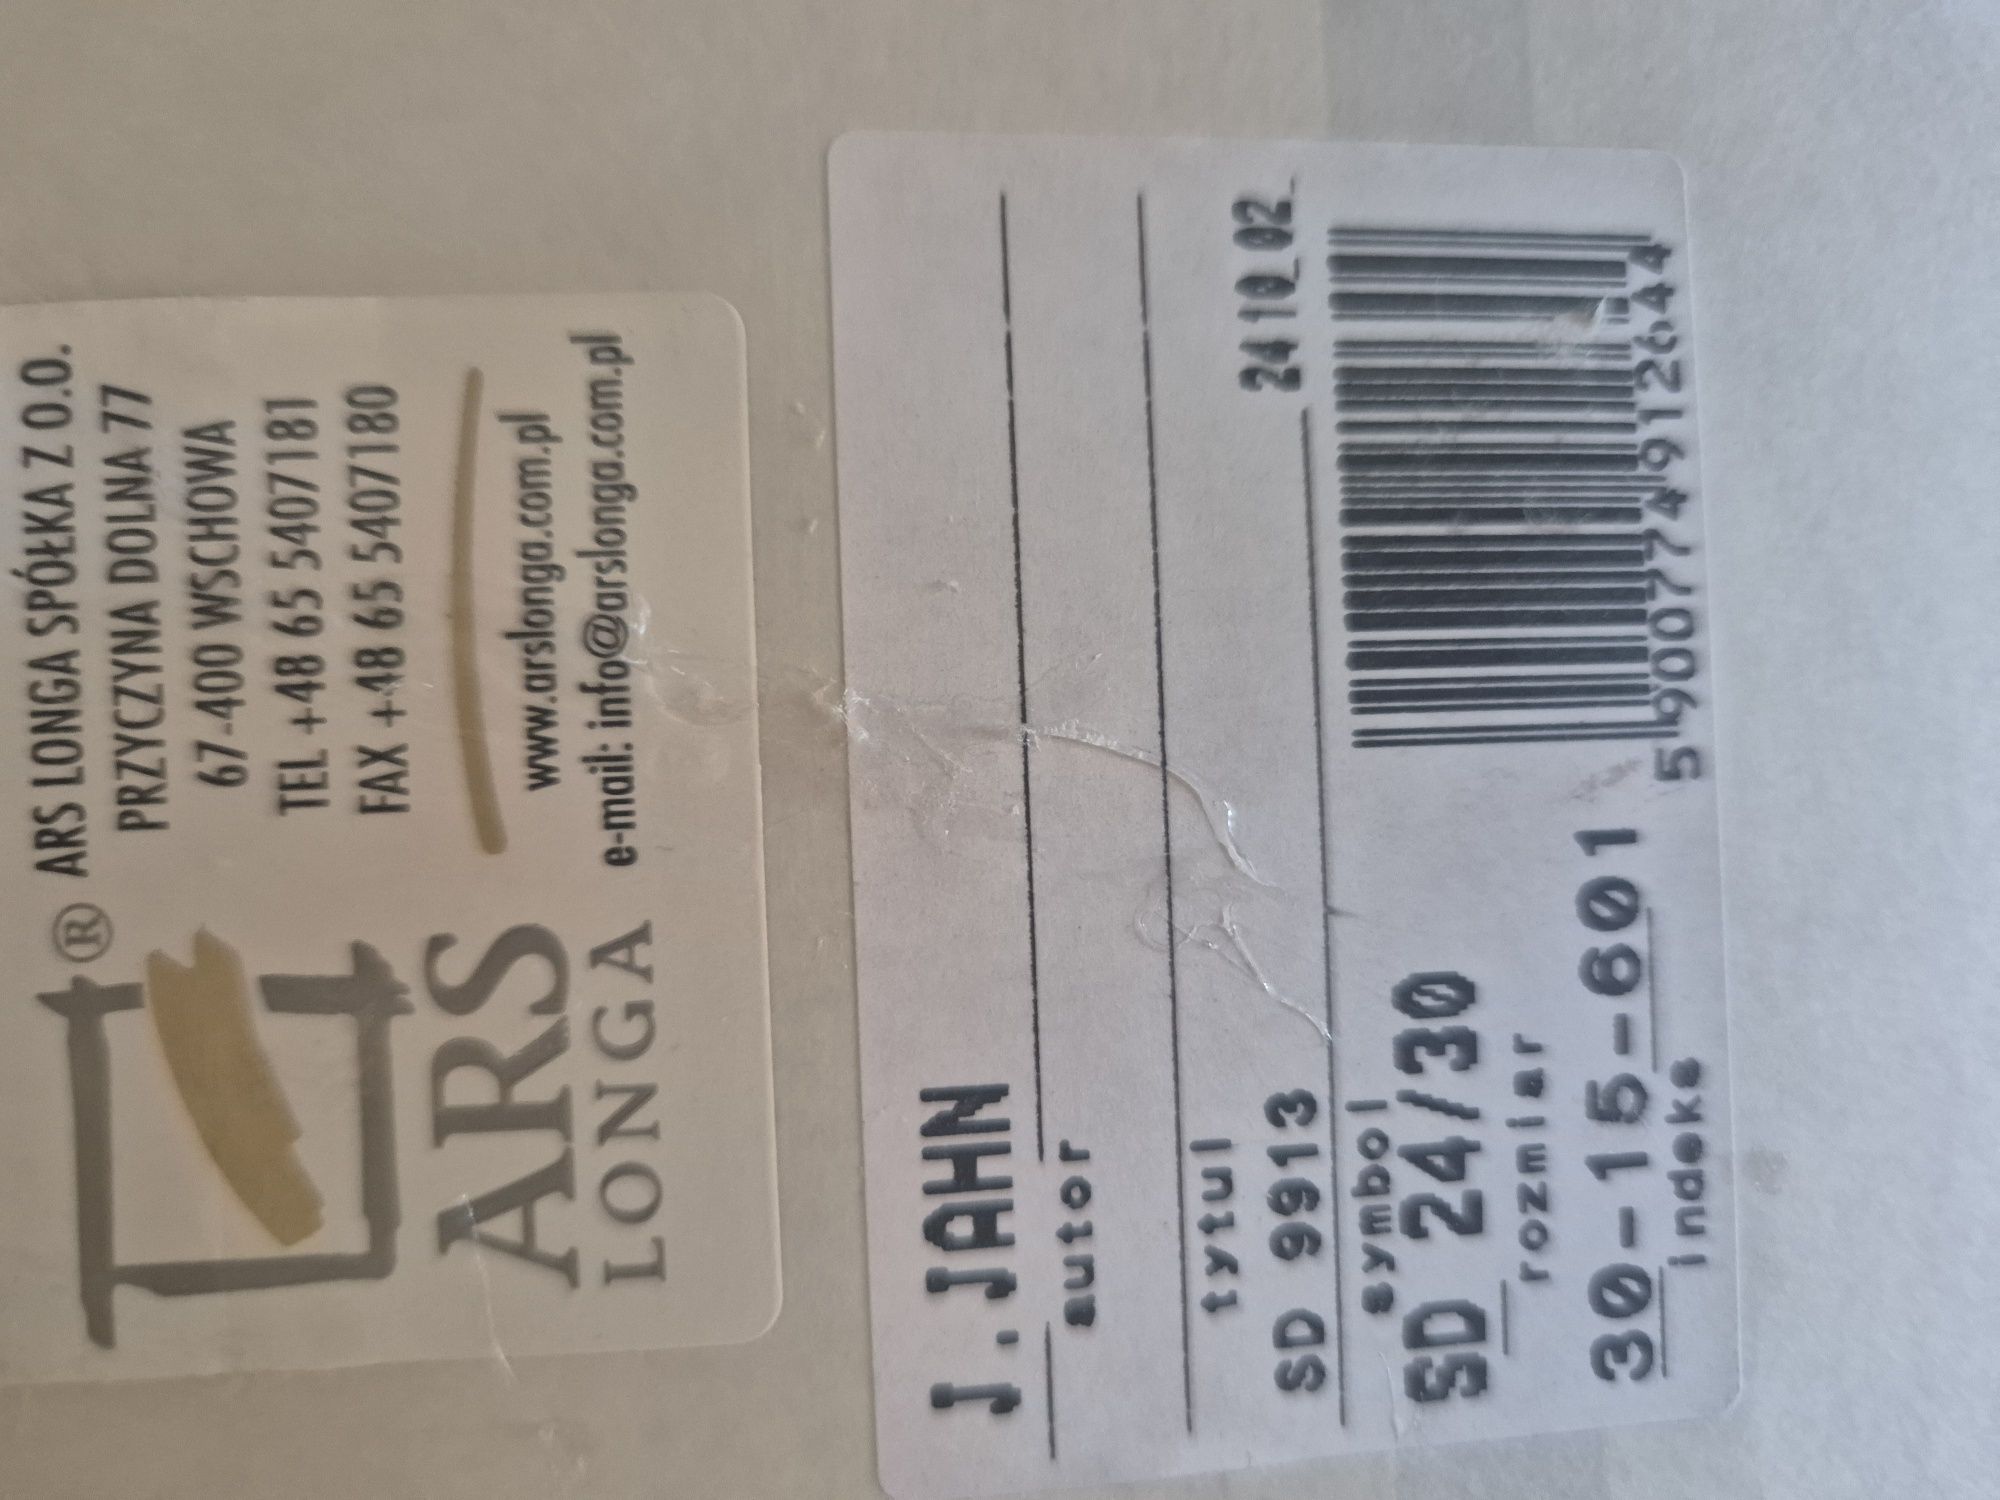 ®
ARS
LONGA
ARS LONGA SPÓŁKA Z O.O.
PRZYCZYNA DOLNA 77
67-400 WSCHOWA
TEL +48 65 5407181
FAX +48 65 5407180
www.arslonga.com.pl
e-mail: info@arslonga.com.pl
J.JAHN
autor
tytul
SD 9913
24 10 02
symbol
SD 24/30
rozmiar
30-15-601
indeks
5 900774 912644